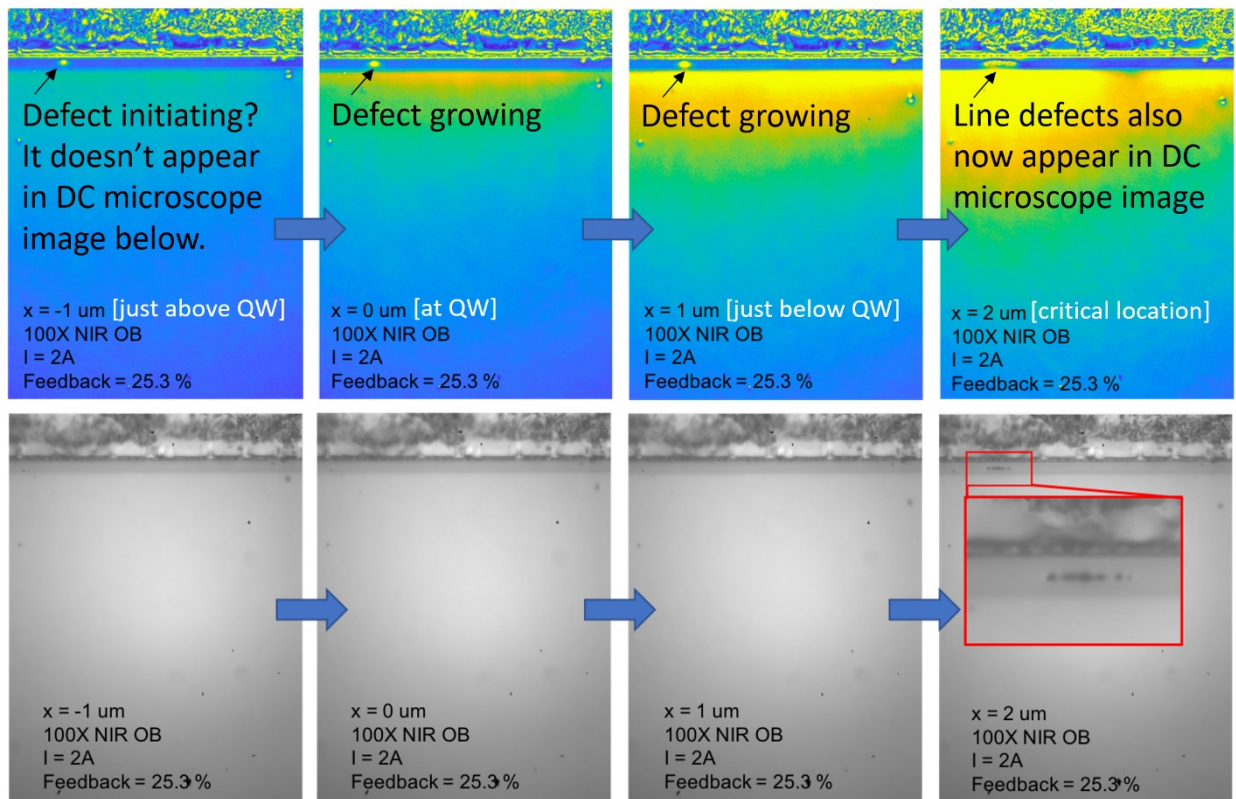 Defect initiating?
It doesn’t appear
in DC microscope
image below.
x = -1 um [just above QW]
100X NIR OB
I = 2A
Feedback = 25.3 %
Defect growing
x = 0 um [at QW]
100X NIR OB
I = 2A
Feedback = 25.3 %
Defect growing
x = 1 um [just below QW]
100X NIR OB
I = 2A
Feedback = 25.3 %
Line defects also
now appear in DC
microscope image
x = 2 um [critical location]
100X NIR OB
I = 2A
Feedback = 25.3 %
x = -1 um
100X NIR OB
I = 2A
Feedback = 25.3 %
x = 0 um
100X NIR OB
I = 2A
Feedback = 25.3 %
x = 1 um
100X NIR OB
I = 2A
Feedback = 25.3 %
x = 2 um
100X NIR OB
I = 2A
Feedback = 25.3 %